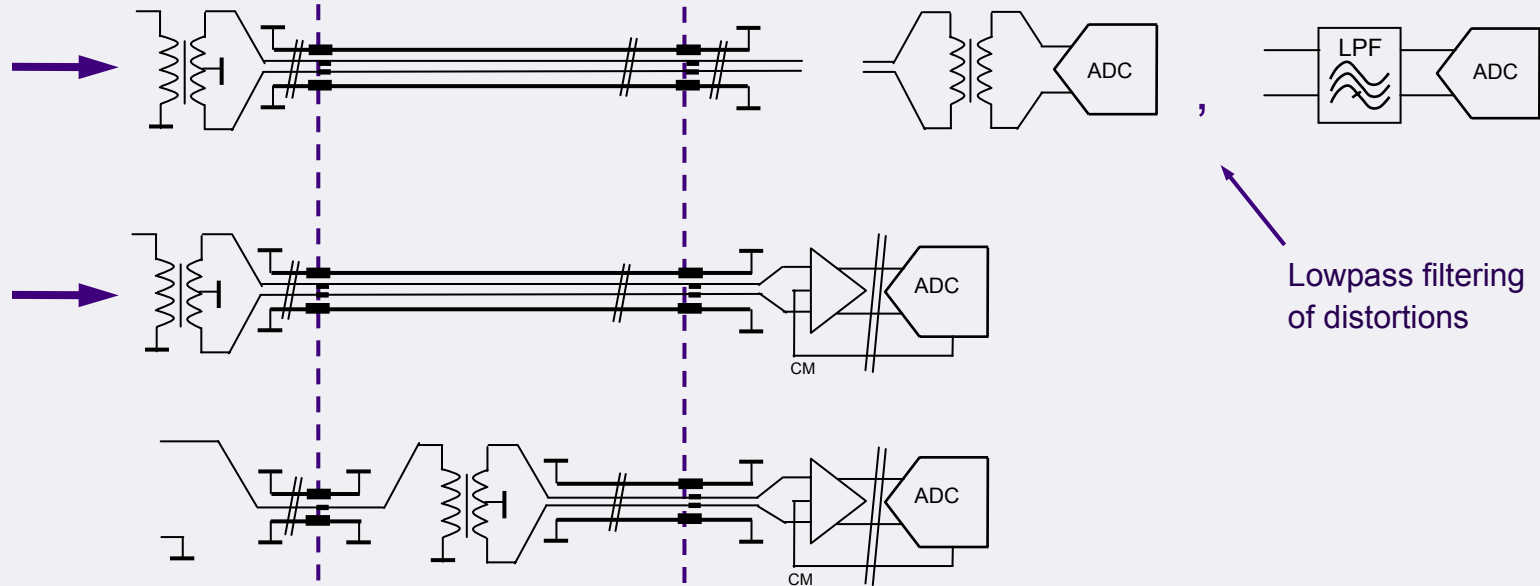 LPF
ADC
ADC
,
ADC
CM
Lowpass filtering
of distortions
ADC
CM